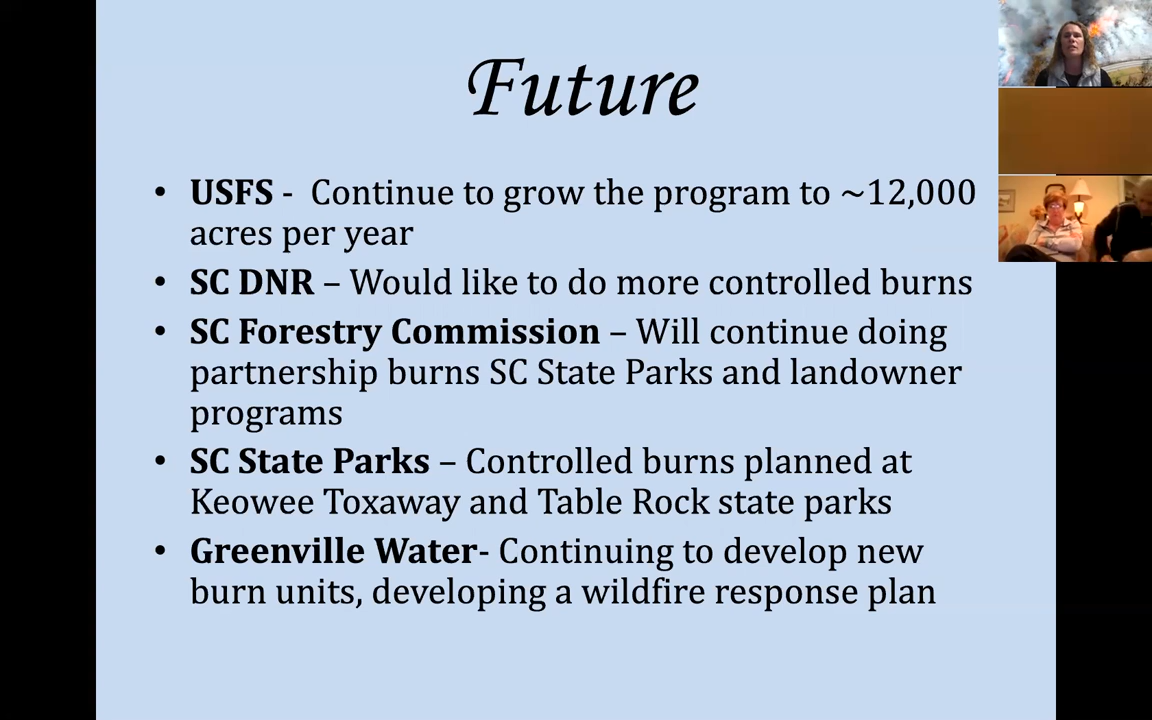 Future
• USFS -  Continue to grow the program to ~12,000
acres per year
• SC DNR – Would like to do more controlled burns
• SC Forestry Commission – Will continue doing
partnership burns SC State Parks and landowner
programs
• SC State Parks – Controlled burns planned at
Keowee Toxaway and Table Rock state parks
• Greenville Water- Continuing to develop new
burn units, developing a wildfire response plan